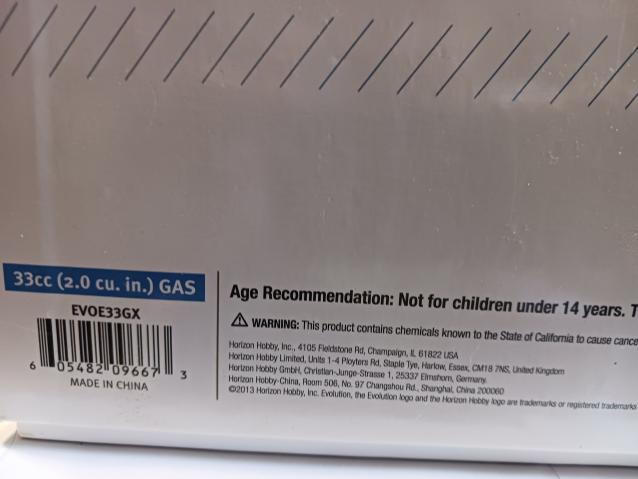 33cc (2.0 cu. in.) GAS
EVOE33GX
6 05482 09667 3
MADE IN CHINA
Age Recommendation: Not for children under 14 years. T
⚠ WARNING: This product contains chemicals known to the State of California to cause cance
Horizon Hobby, Inc., 4105 Fieldstone Rd, Champaign, IL 61822 USA
Horizon Hobby Limited, Units 1-4 Ployters Rd, Staple Tye, Harlow, Essex, CM18 7NS, United Kingdom
Horizon Hobby GmbH, Christian-Junge-Strasse 1, 25337 Elmshorn, Germany
Horizon Hobby-China, Room 506, No. 97 Changshou Rd., Shanghai, China 200060
©2013 Horizon Hobby, Inc. Evolution, the Evolution logo and the Horizon Hobby logo are trademarks or registered trademarks